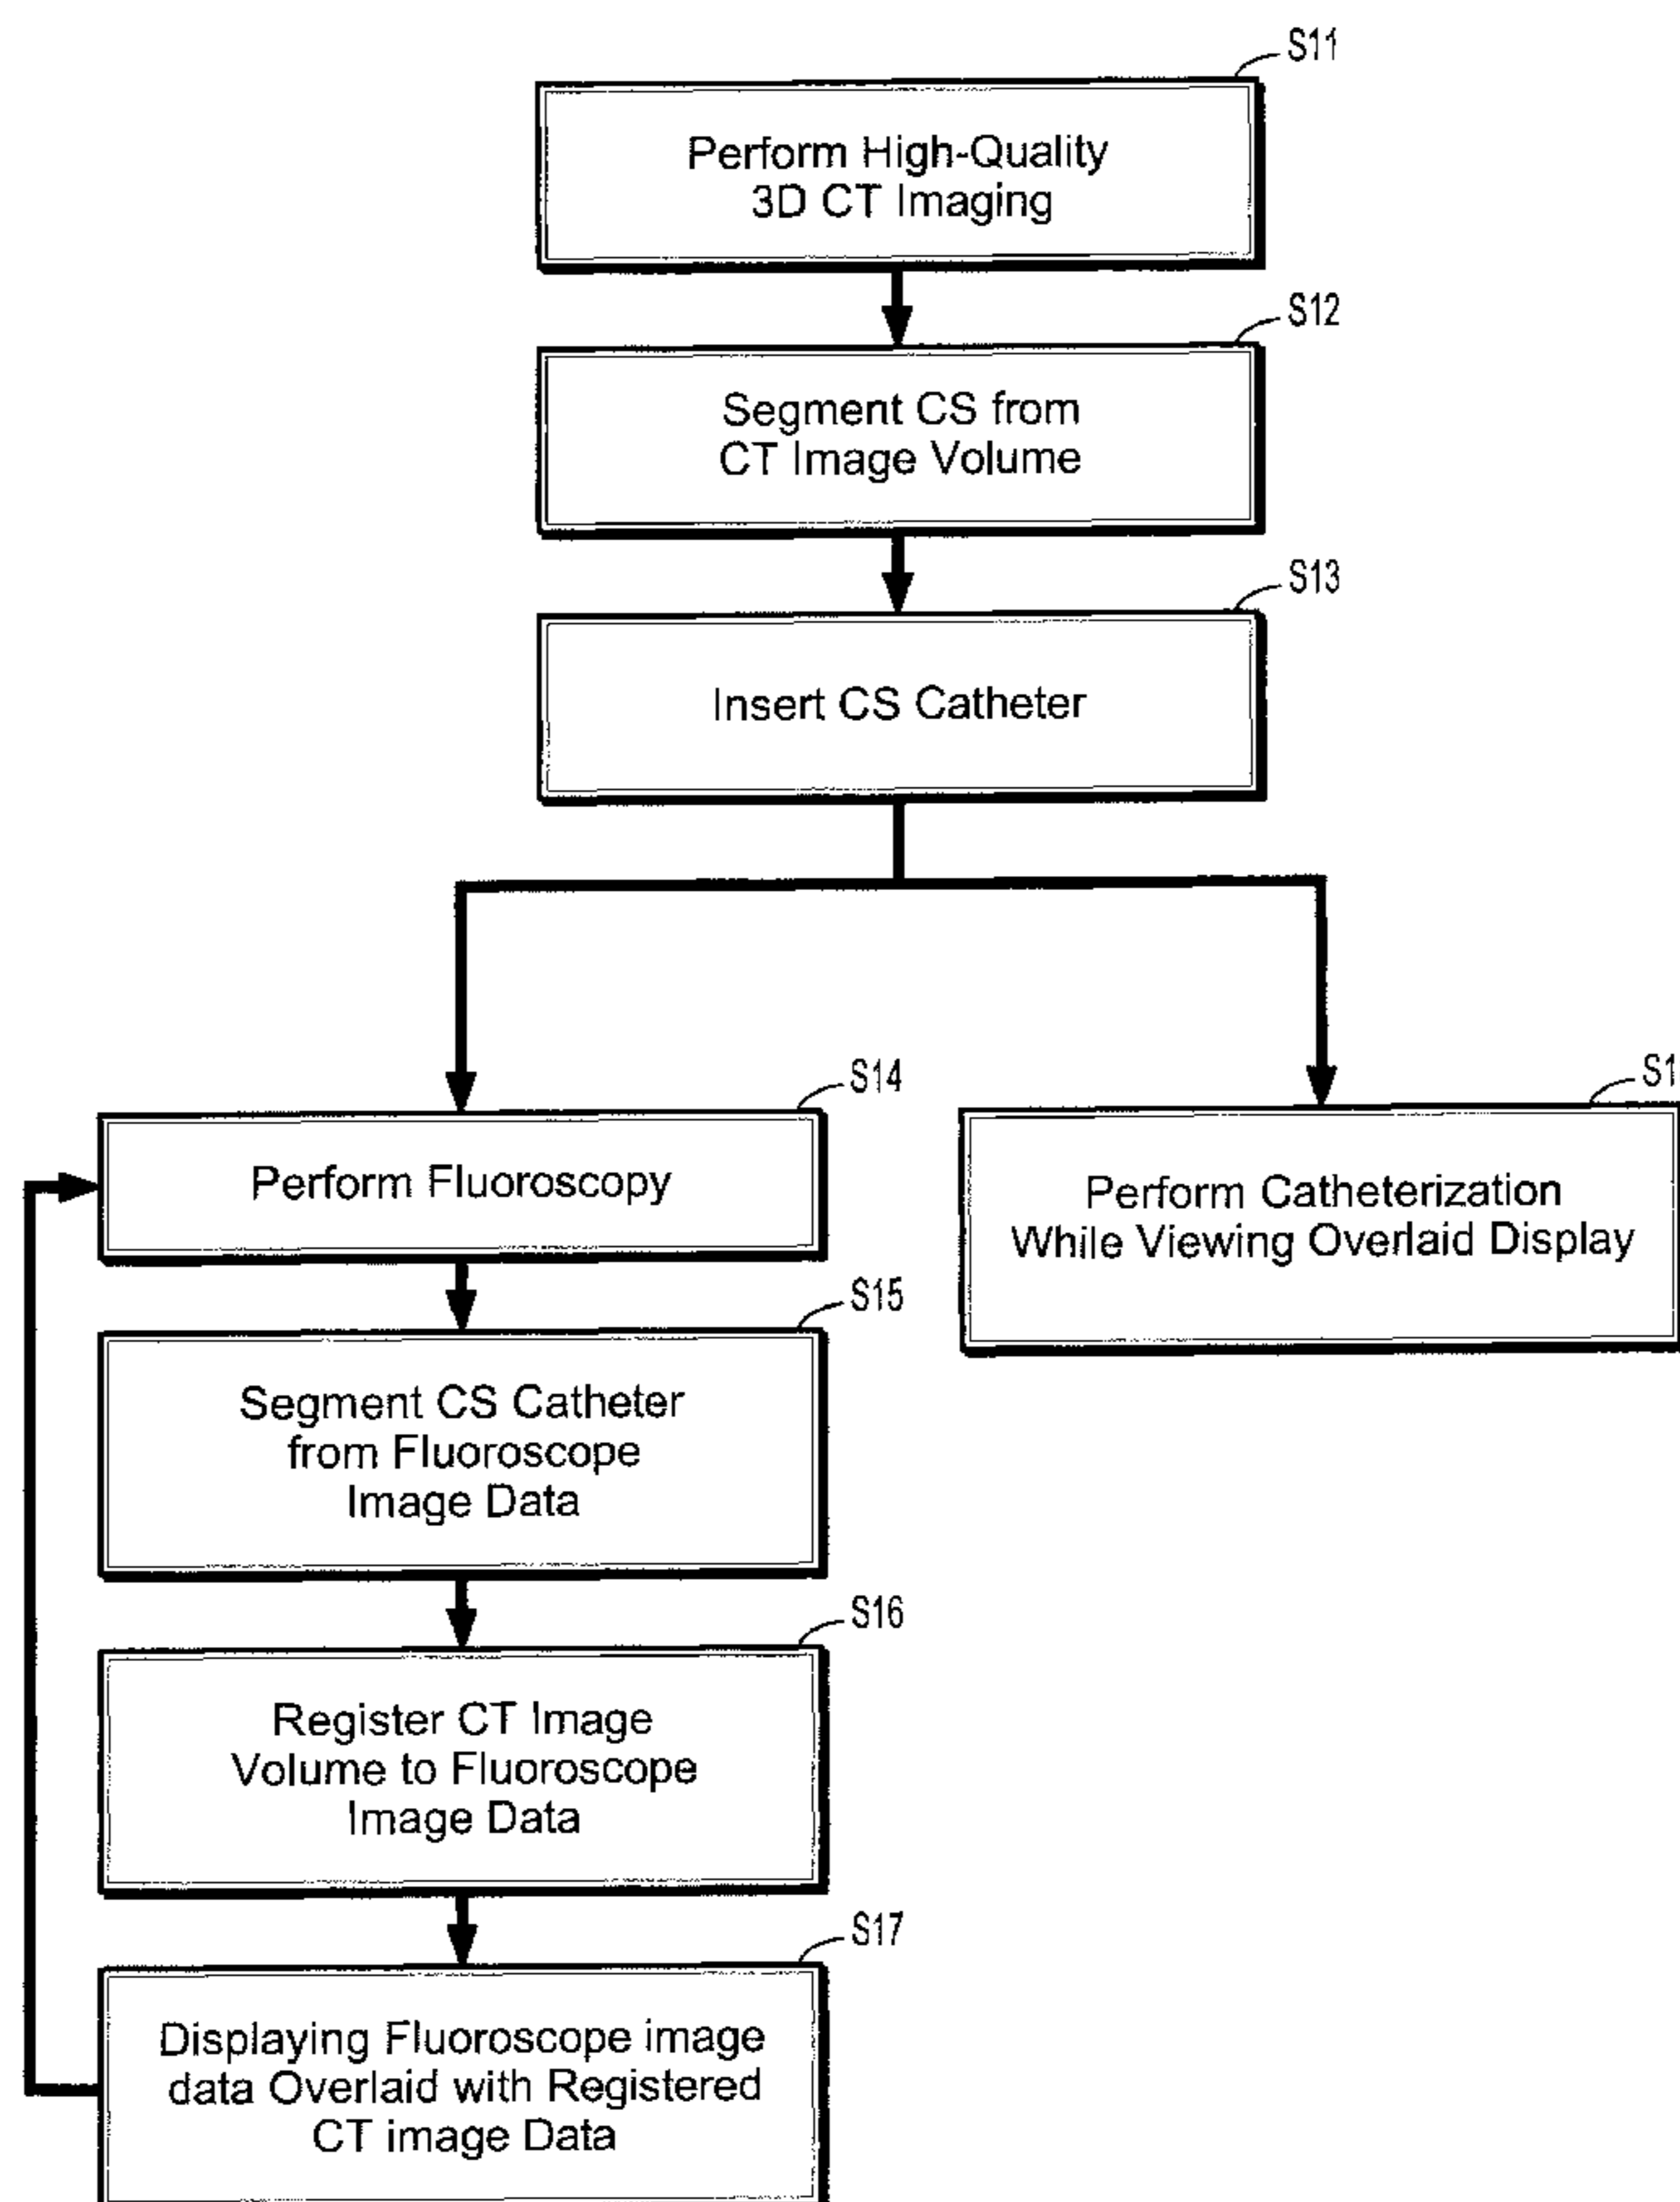 S11
Perform High-Quality
3D CT Imaging
S12
Segment CS from
CT Image Volume
S13
Insert CS Catheter
S14
Perform Fluoroscopy
S1
Perform Catheterization
While Viewing Overlaid Display
S15
Segment CS Catheter
from Fluoroscope
Image Data
S16
Register CT Image
Volume to Fluoroscope
Image Data
S17
Displaying Fluoroscope image
data Overlaid with Registered
CT image Data